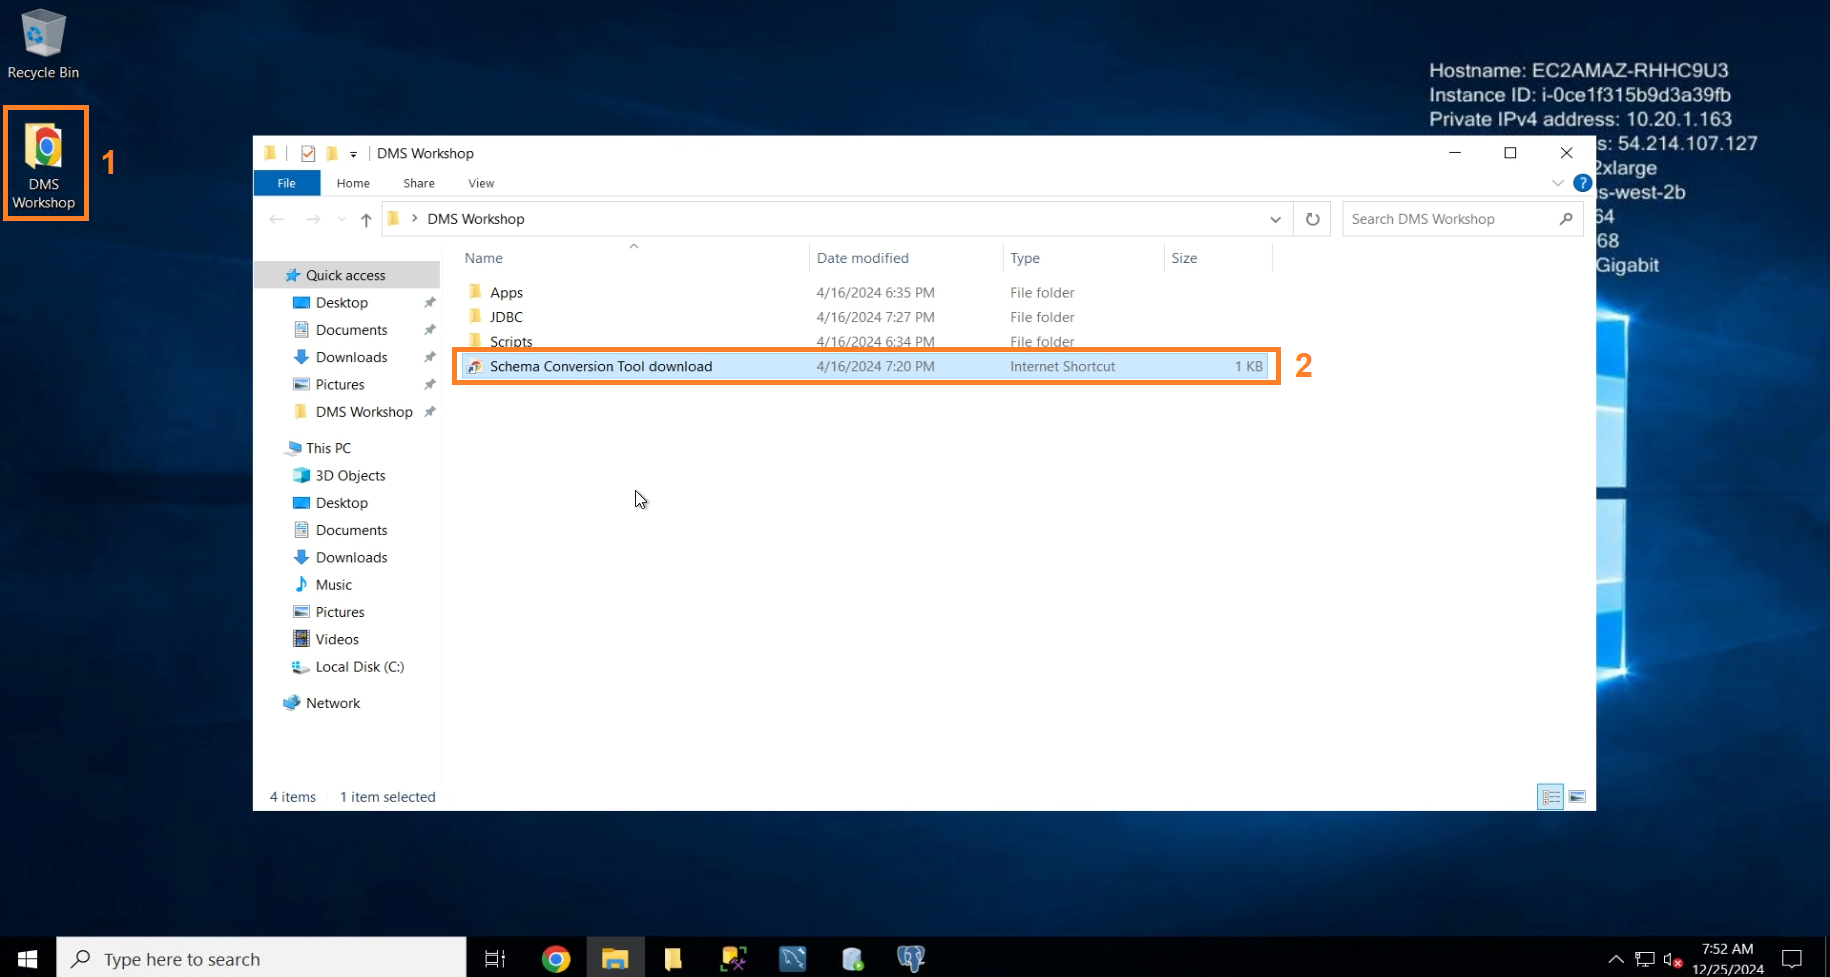 Recycle Bin
DMS
Workshop
1
Hostname: EC2AMAZ-RHHC9U3
Instance ID: i-0ce1f315b9d3a39fb
Private IPv4 address: 10.20.1.163
s: 54.214.107.127
2xlarge
s-west-2b
64
68
Gigabit
DMS Workshop
File
Home
Share
View
?
DMS Workshop
Search DMS Workshop
Name
Date modified
Type
Size
Quick access
Desktop
Documents
Downloads
Pictures
DMS Workshop
This PC
3D Objects
Desktop
Documents
Downloads
Music
Pictures
Videos
Local Disk (C:)
Network
Apps 4/16/2024 6:35 PM File folder
JDBC 4/16/2024 7:27 PM File folder
Scripts 4/16/2024 6:34 PM File folder
Schema Conversion Tool download 4/16/2024 7:20 PM Internet Shortcut 1 KB
2
4 items
1 item selected
Type here to search
7:52 AM
12/25/2024